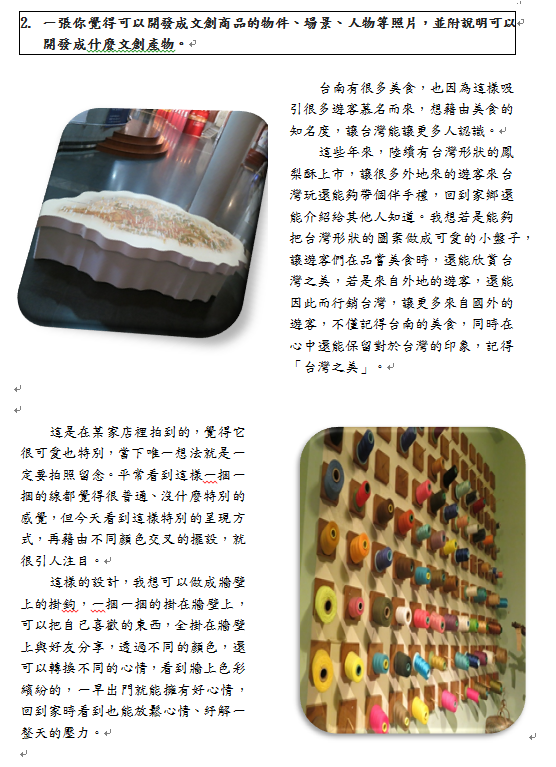 2. 一張你覺得可以開發成文創商品的物件、場景、人物等照片，並附說明可以
開發成什麼文創產物。
台南有很多美食，也因為這樣吸
引很多遊客慕名而來，想藉由美食的
知名度，讓台灣能讓更多人認識。
這些年來，陸續有台灣形狀的鳳
梨酥上市，讓很多外地來的遊客來台
灣玩還能夠帶個伴手禮，回到家鄉還
能介紹給其他人知道。我想若是能夠
把台灣形狀的圖案做成可愛的小盤子，
讓遊客們在品嘗美食時，還能欣賞台
灣之美，若是來自外地的遊客，還能
因此而行銷台灣，讓更多來自國外的
遊客，不僅記得台南的美食，同時在
心中還能保留對於台灣的印象，記得
「台灣之美」。
這是在某家店裡拍到的，覺得它
很可愛也特別，當下唯一想法就是一
定要拍照留念。平常看到這樣一捆一
捆的線都覺得很普通、沒什麼特別的
感覺，但今天看到這樣特別的呈現方
式，再藉由不同顏色交叉的擺設，就
很引人注目。
這樣的設計，我想可以做成牆壁
上的掛鉤，一捆一捆的掛在牆壁上，
可以把自己喜歡的東西，全掛在牆壁
上與好友分享，透過不同的顏色，還
可以轉換不同的心情，看到牆上色彩
繽紛的，一早出門就能擁有好心情，
回到家時看到也能放鬆心情、紓解一
整天的壓力。